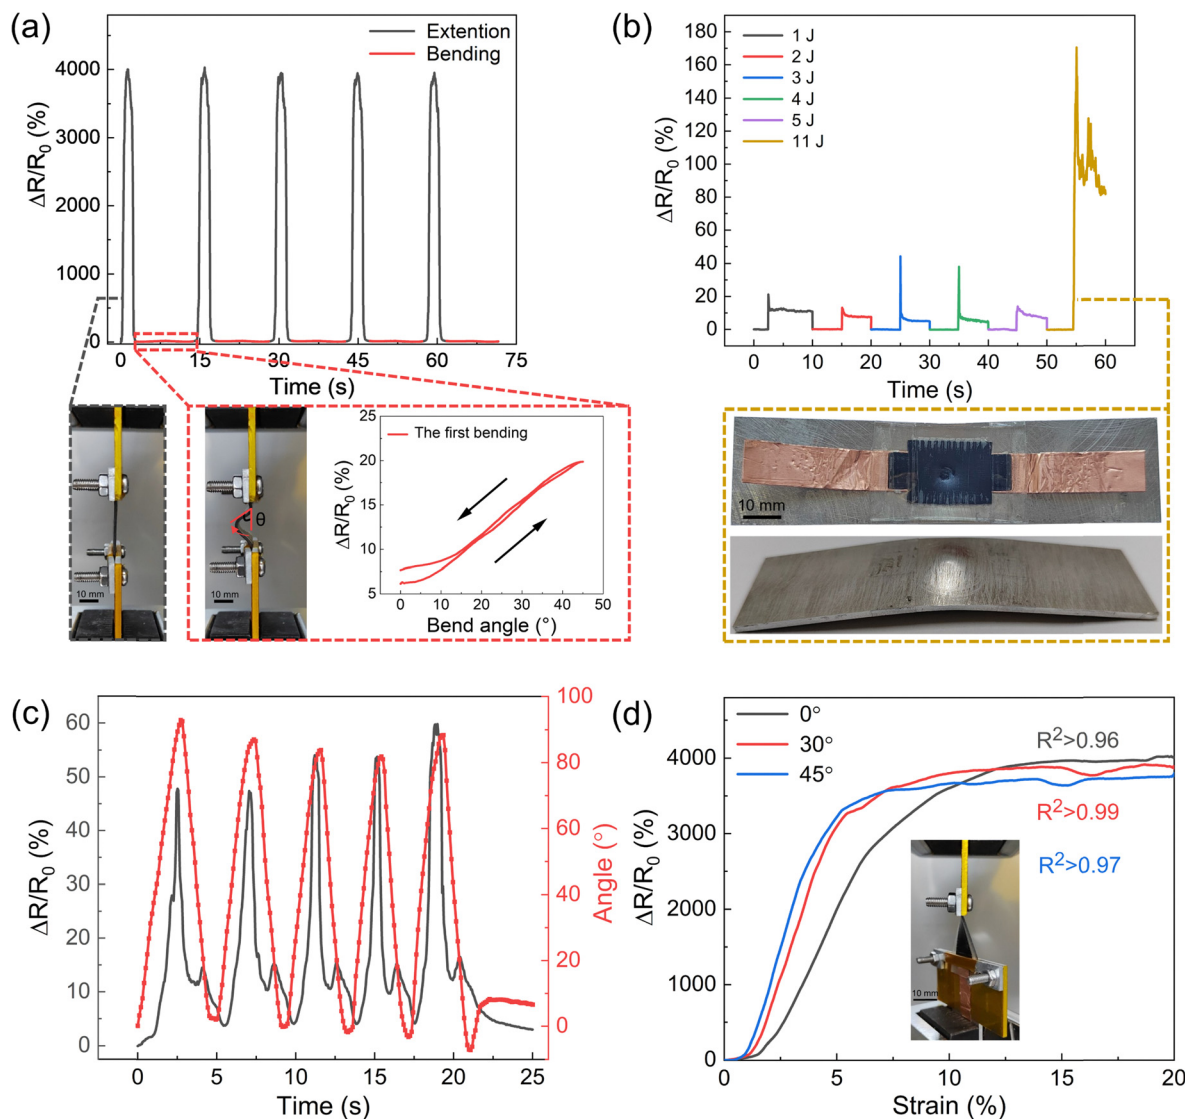 (a)
Extention
Bending
4000
3000
2000
1000
0
ΔR/R0 (%)
0 15 30 45 60 75
Time (s)
10 mm
θ
10 mm
The first bending
25
20
15
10
5
ΔR/R0 (%)
0 10 20 30 40 50
Bend angle (°)
(b)
1 J
2 J
3 J
4 J
5 J
11 J
180
160
140
120
100
80
60
40
20
0
ΔR/R0 (%)
0 10 20 30 40 50 60
Time (s)
10 mm
(c)
60
50
40
30
20
10
0
ΔR/R0 (%)
100
80
60
40
20
0
Angle (°)
0 5 10 15 20 25
Time (s)
(d)
0°
30°
45°
R2>0.96
R2>0.99
R2>0.97
4000
3000
2000
1000
0
ΔR/R0 (%)
10 mm
0 5 10 15 20
Strain (%)